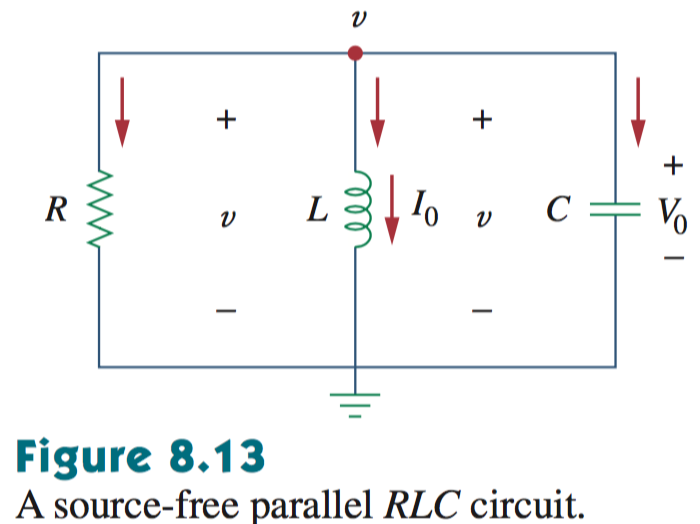 v
+ +
+
R v L I₀ v C V₀
− −
−
Figure 8.13
A source-free parallel RLC circuit.